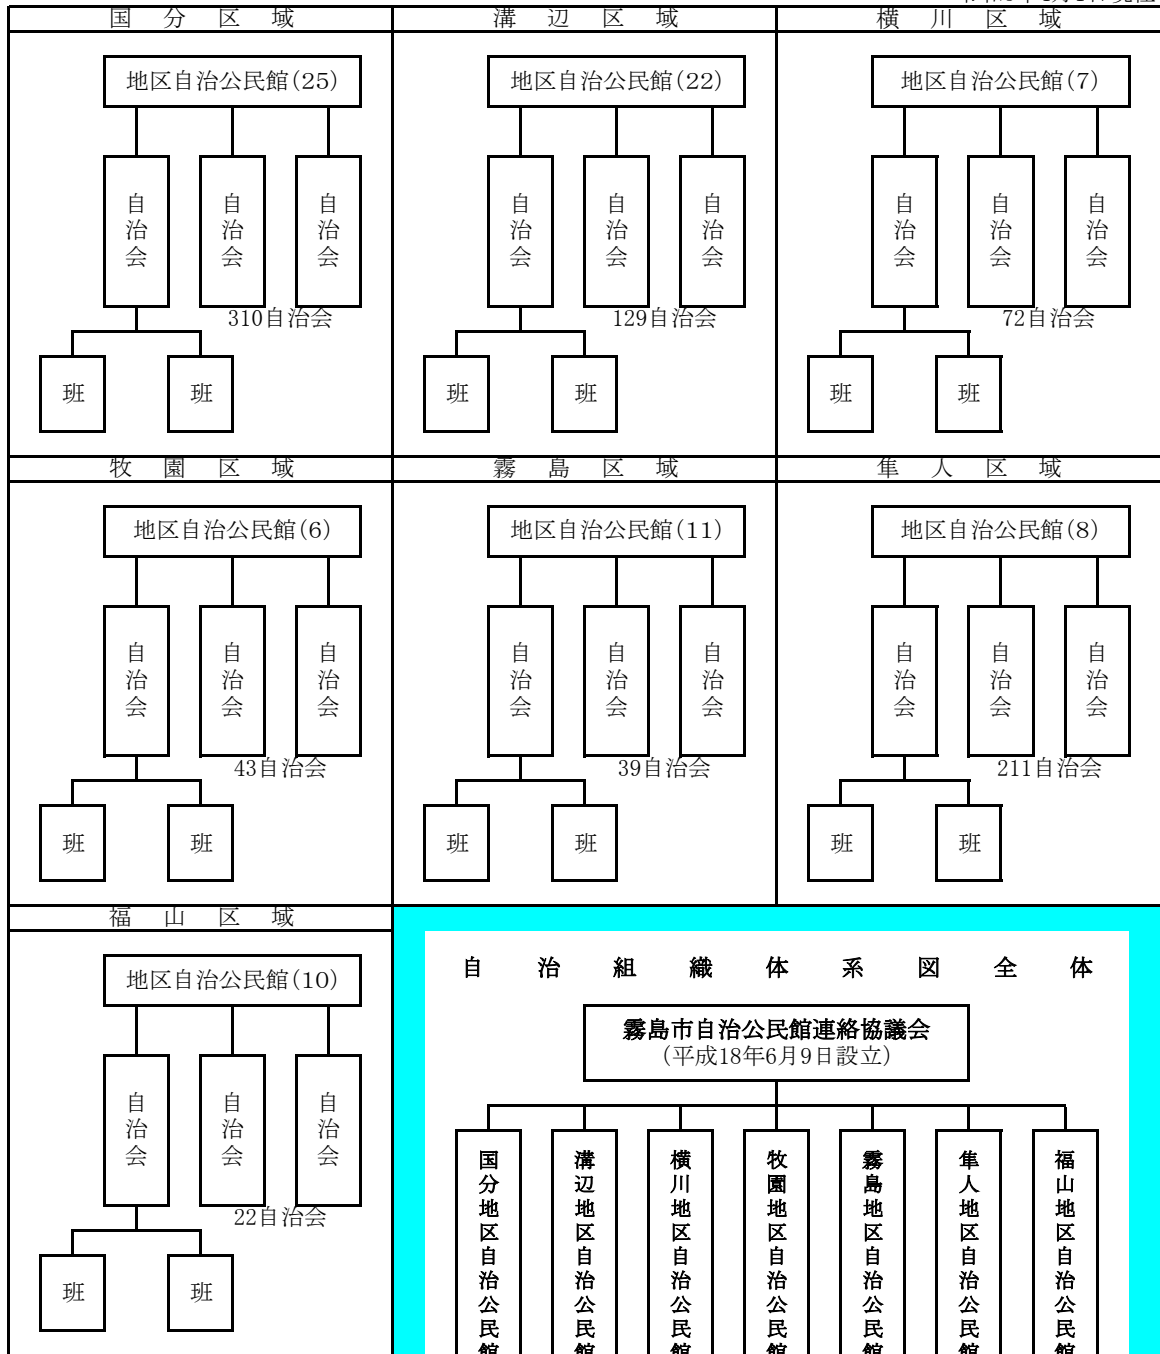 国分区域
地区自治公民館(25)
自治会
自治会
自治会
310自治会
班
班
溝辺区域
地区自治公民館(22)
自治会
自治会
自治会
129自治会
班
班
横川区域
地区自治公民館(7)
自治会
自治会
自治会
72自治会
班
班
牧園区域
地区自治公民館(6)
自治会
自治会
自治会
43自治会
班
班
霧島区域
地区自治公民館(11)
自治会
自治会
自治会
39自治会
班
班
隼人区域
地区自治公民館(8)
自治会
自治会
自治会
211自治会
班
班
福山区域
地区自治公民館(10)
自治会
自治会
自治会
22自治会
班
班
自治組織体系図全体
霧島市自治公民館連絡協議会
(平成18年6月9日設立)
国分地区自治公民館
溝辺地区自治公民館
横川地区自治公民館
牧園地区自治公民館
霧島地区自治公民館
隼人地区自治公民館
福山地区自治公民館